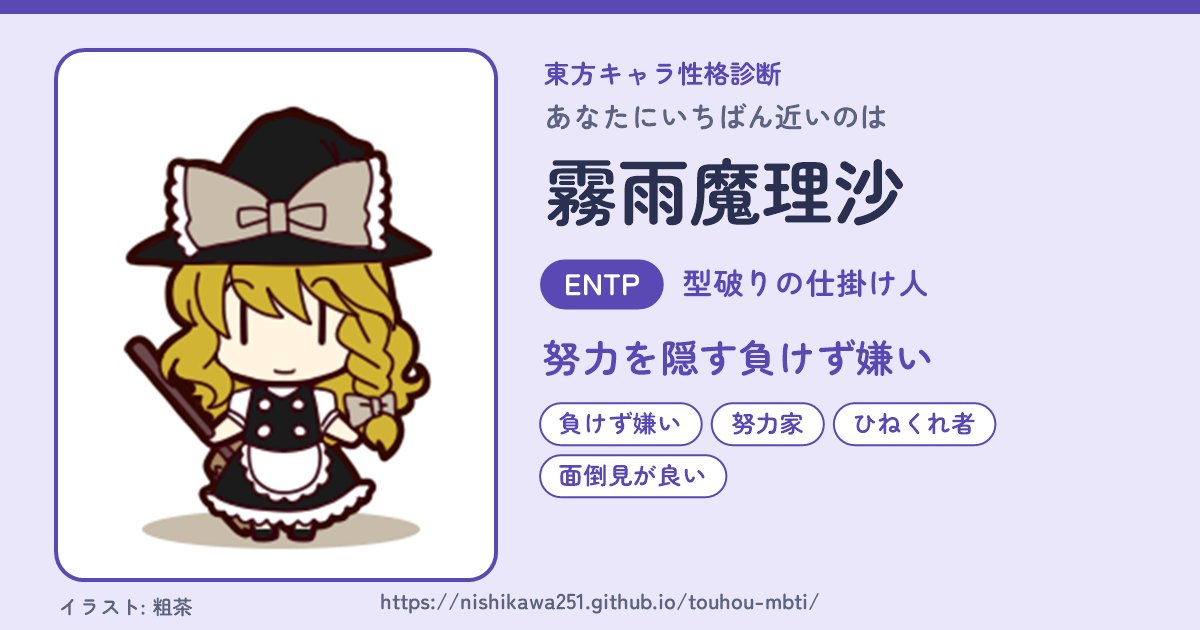 東方キャラ性格診断
あなたにいちばん近いのは
霧雨魔理沙
ENTP 型破りの仕掛け人
努力を隠す負けず嫌い
負けず嫌い 努力家 ひねくれ者
面倒見が良い
イラスト: 粗茶
https://nishikawa251.github.io/touhou-mbti/